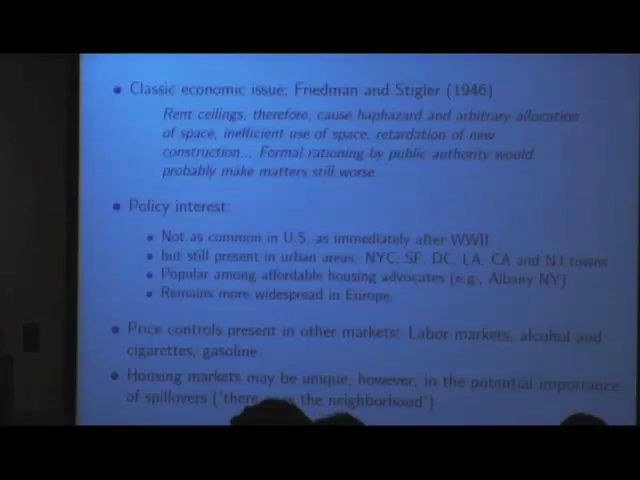 Classic economic issue, Friedman and Stigler (1946)
Rent ceilings, therefore, cause haphazard and arbitrary allocation
of space, inefficient use of space, retardation of new
construction... Formal rationing by public authority would
probably make matters still worse.
Policy interest:
Not as common in U.S. as immediately after WWII
but still present in urban areas: NYC, SF, DC, LA, CA and NJ towns
Popular among affordable housing advocates (e.g., Albany NY)
Remains more widespread in Europe
Price controls present in other markets: Labor markets, alcohol and
cigarettes, gasoline
Housing markets may be unique, however, in the potential importance
of spillovers ('there the neighborhood')